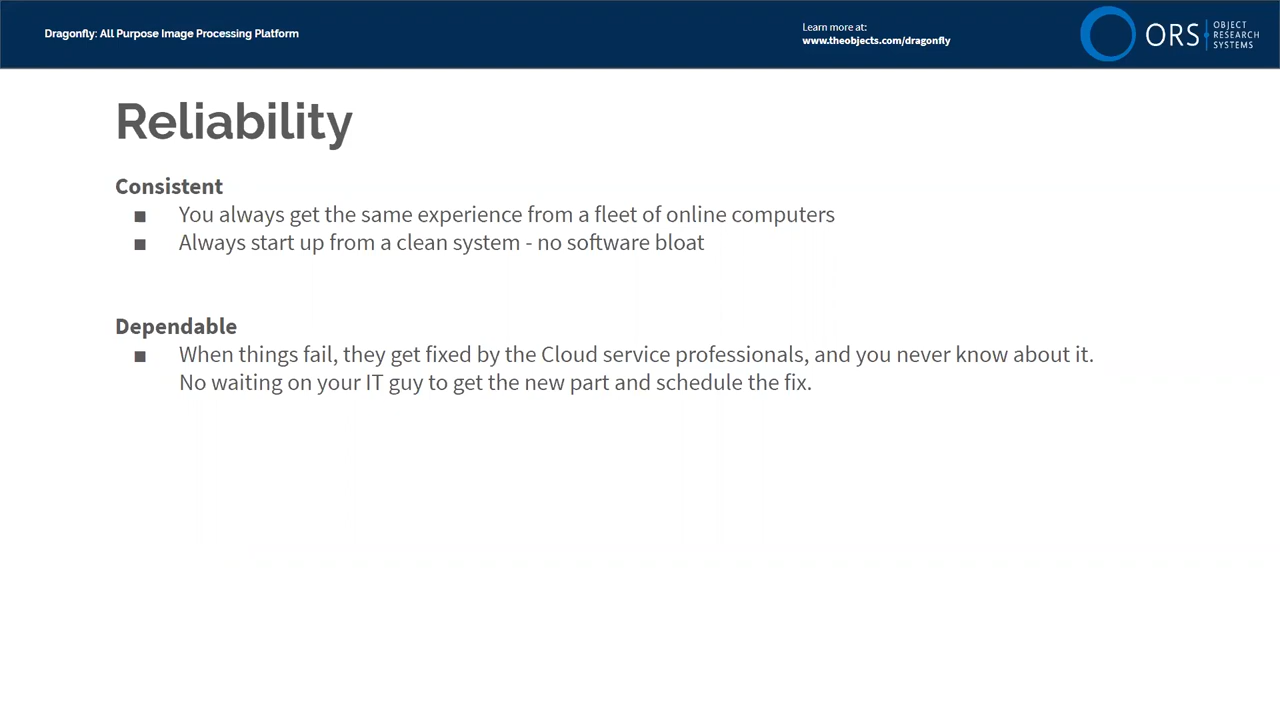 Dragonfly: All Purpose Image Processing Platform
Learn more at:
www.theobjects.com/dragonfly
ORS
OBJECT
RESEARCH
SYSTEMS
Reliability
Consistent
■ You always get the same experience from a fleet of online computers
■ Always start up from a clean system - no software bloat
Dependable
■ When things fail, they get fixed by the Cloud service professionals, and you never know about it.
No waiting on your IT guy to get the new part and schedule the fix.